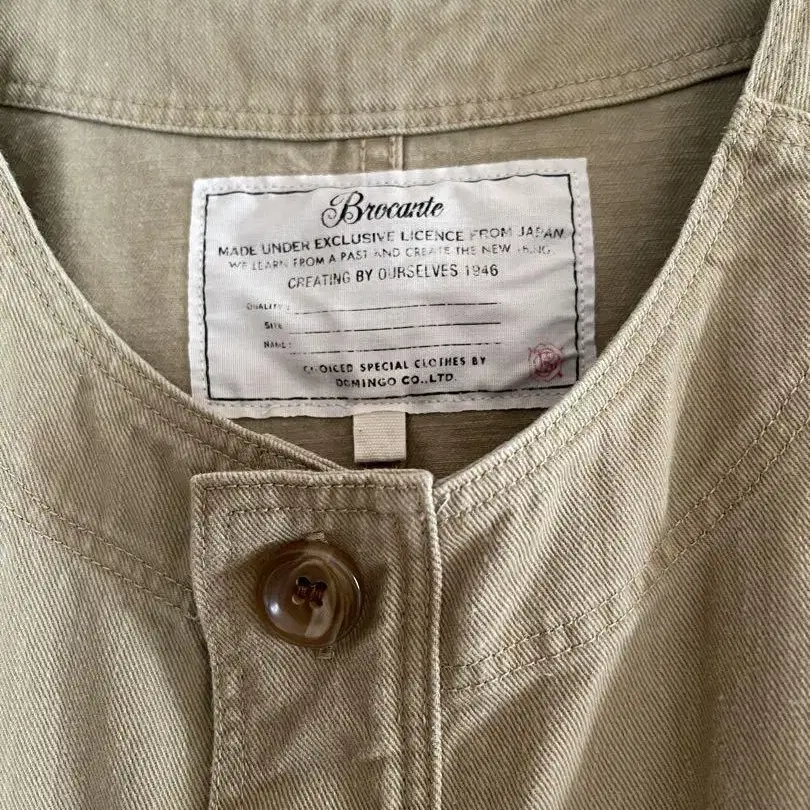 Brocante
MADE UNDER EXCLUSIVE LICENCE FROM JAPAN
WE LEARN FROM A PAST AND CREATE THE NEW THING
CREATING BY OURSELVES 1946
QUALITY:
SIZE
NAME:
CHOICED SPECIAL CLOTHES BY
DOMINGO CO.,LTD.